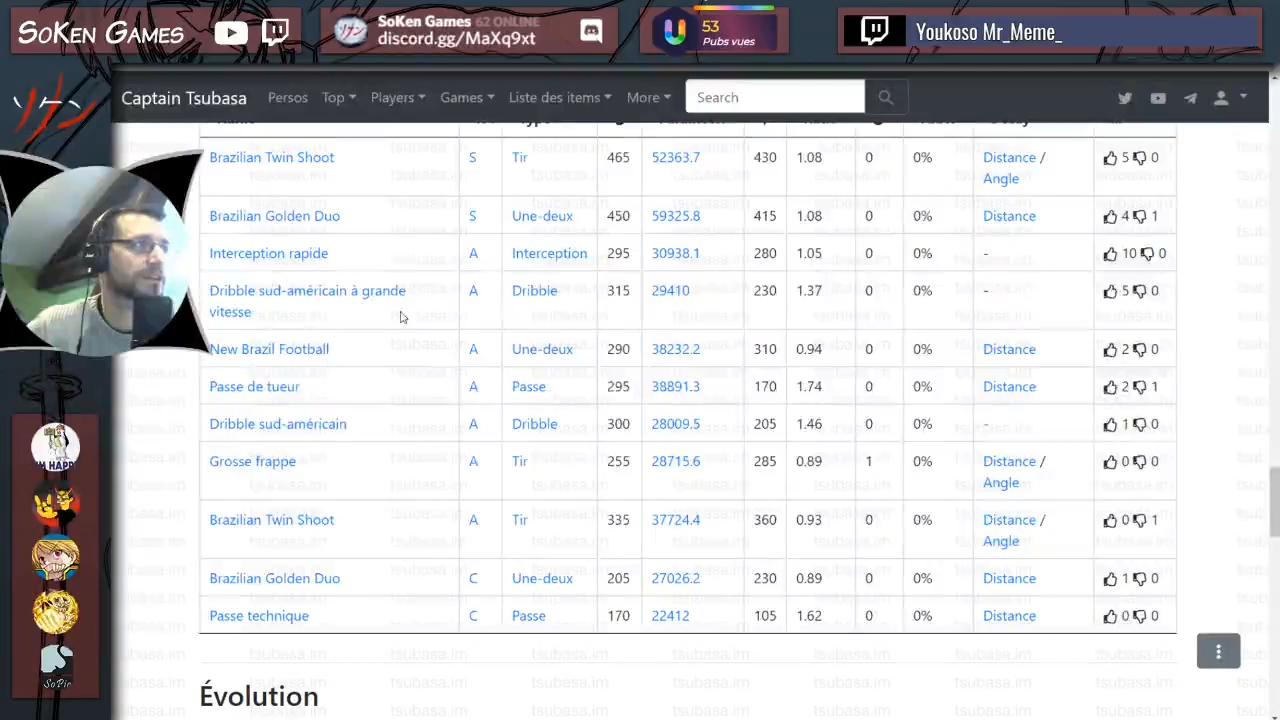 SoKen Games
SoKen Games 62 ONLINE
discord.gg/MaXq9xt
53
Pubs vues
Youkoso Mr_Meme_
Captain Tsubasa Persos Top Players Games Liste des items More Search
Brazilian Twin Shoot S Tir 465 52363.7 430 1.08 0 0% Distance / 5 0
Angle
Brazilian Golden Duo S Une-deux 450 59325.8 415 1.08 0 0% Distance 4 1
Interception rapide A Interception 295 30938.1 280 1.05 0 0% - 10 0
Dribble sud-américain à grande A Dribble 315 29410 230 1.37 0 0% - 5 0
vitesse
New Brazil Football A Une-deux 290 38232.2 310 0.94 0 0% Distance 2 0
Passe de tueur A Passe 295 38891.3 170 1.74 0 0% Distance 2 1
Dribble sud-américain A Dribble 300 28009.5 205 1.46 0 0% - 1 0
Grosse frappe A Tir 255 28715.6 285 0.89 1 0% Distance / 0 0
Angle
Brazilian Twin Shoot A Tir 335 37724.4 360 0.93 0 0% Distance / 0 1
Angle
Brazilian Golden Duo C Une-deux 205 27026.2 230 0.89 0 0% Distance 1 0
Passe technique C Passe 170 22412 105 1.62 0 0% Distance 0 0
Évolution
tsubasa.im
SoPic